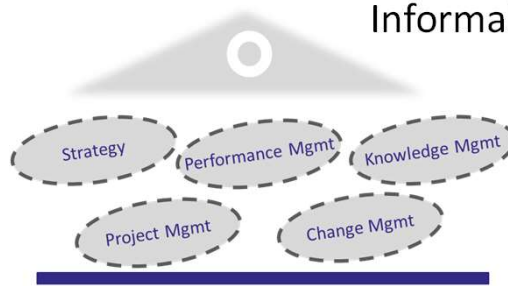 Informa
Strategy
Performance Mgmt
Knowledge Mgmt
Project Mgmt
Change Mgmt